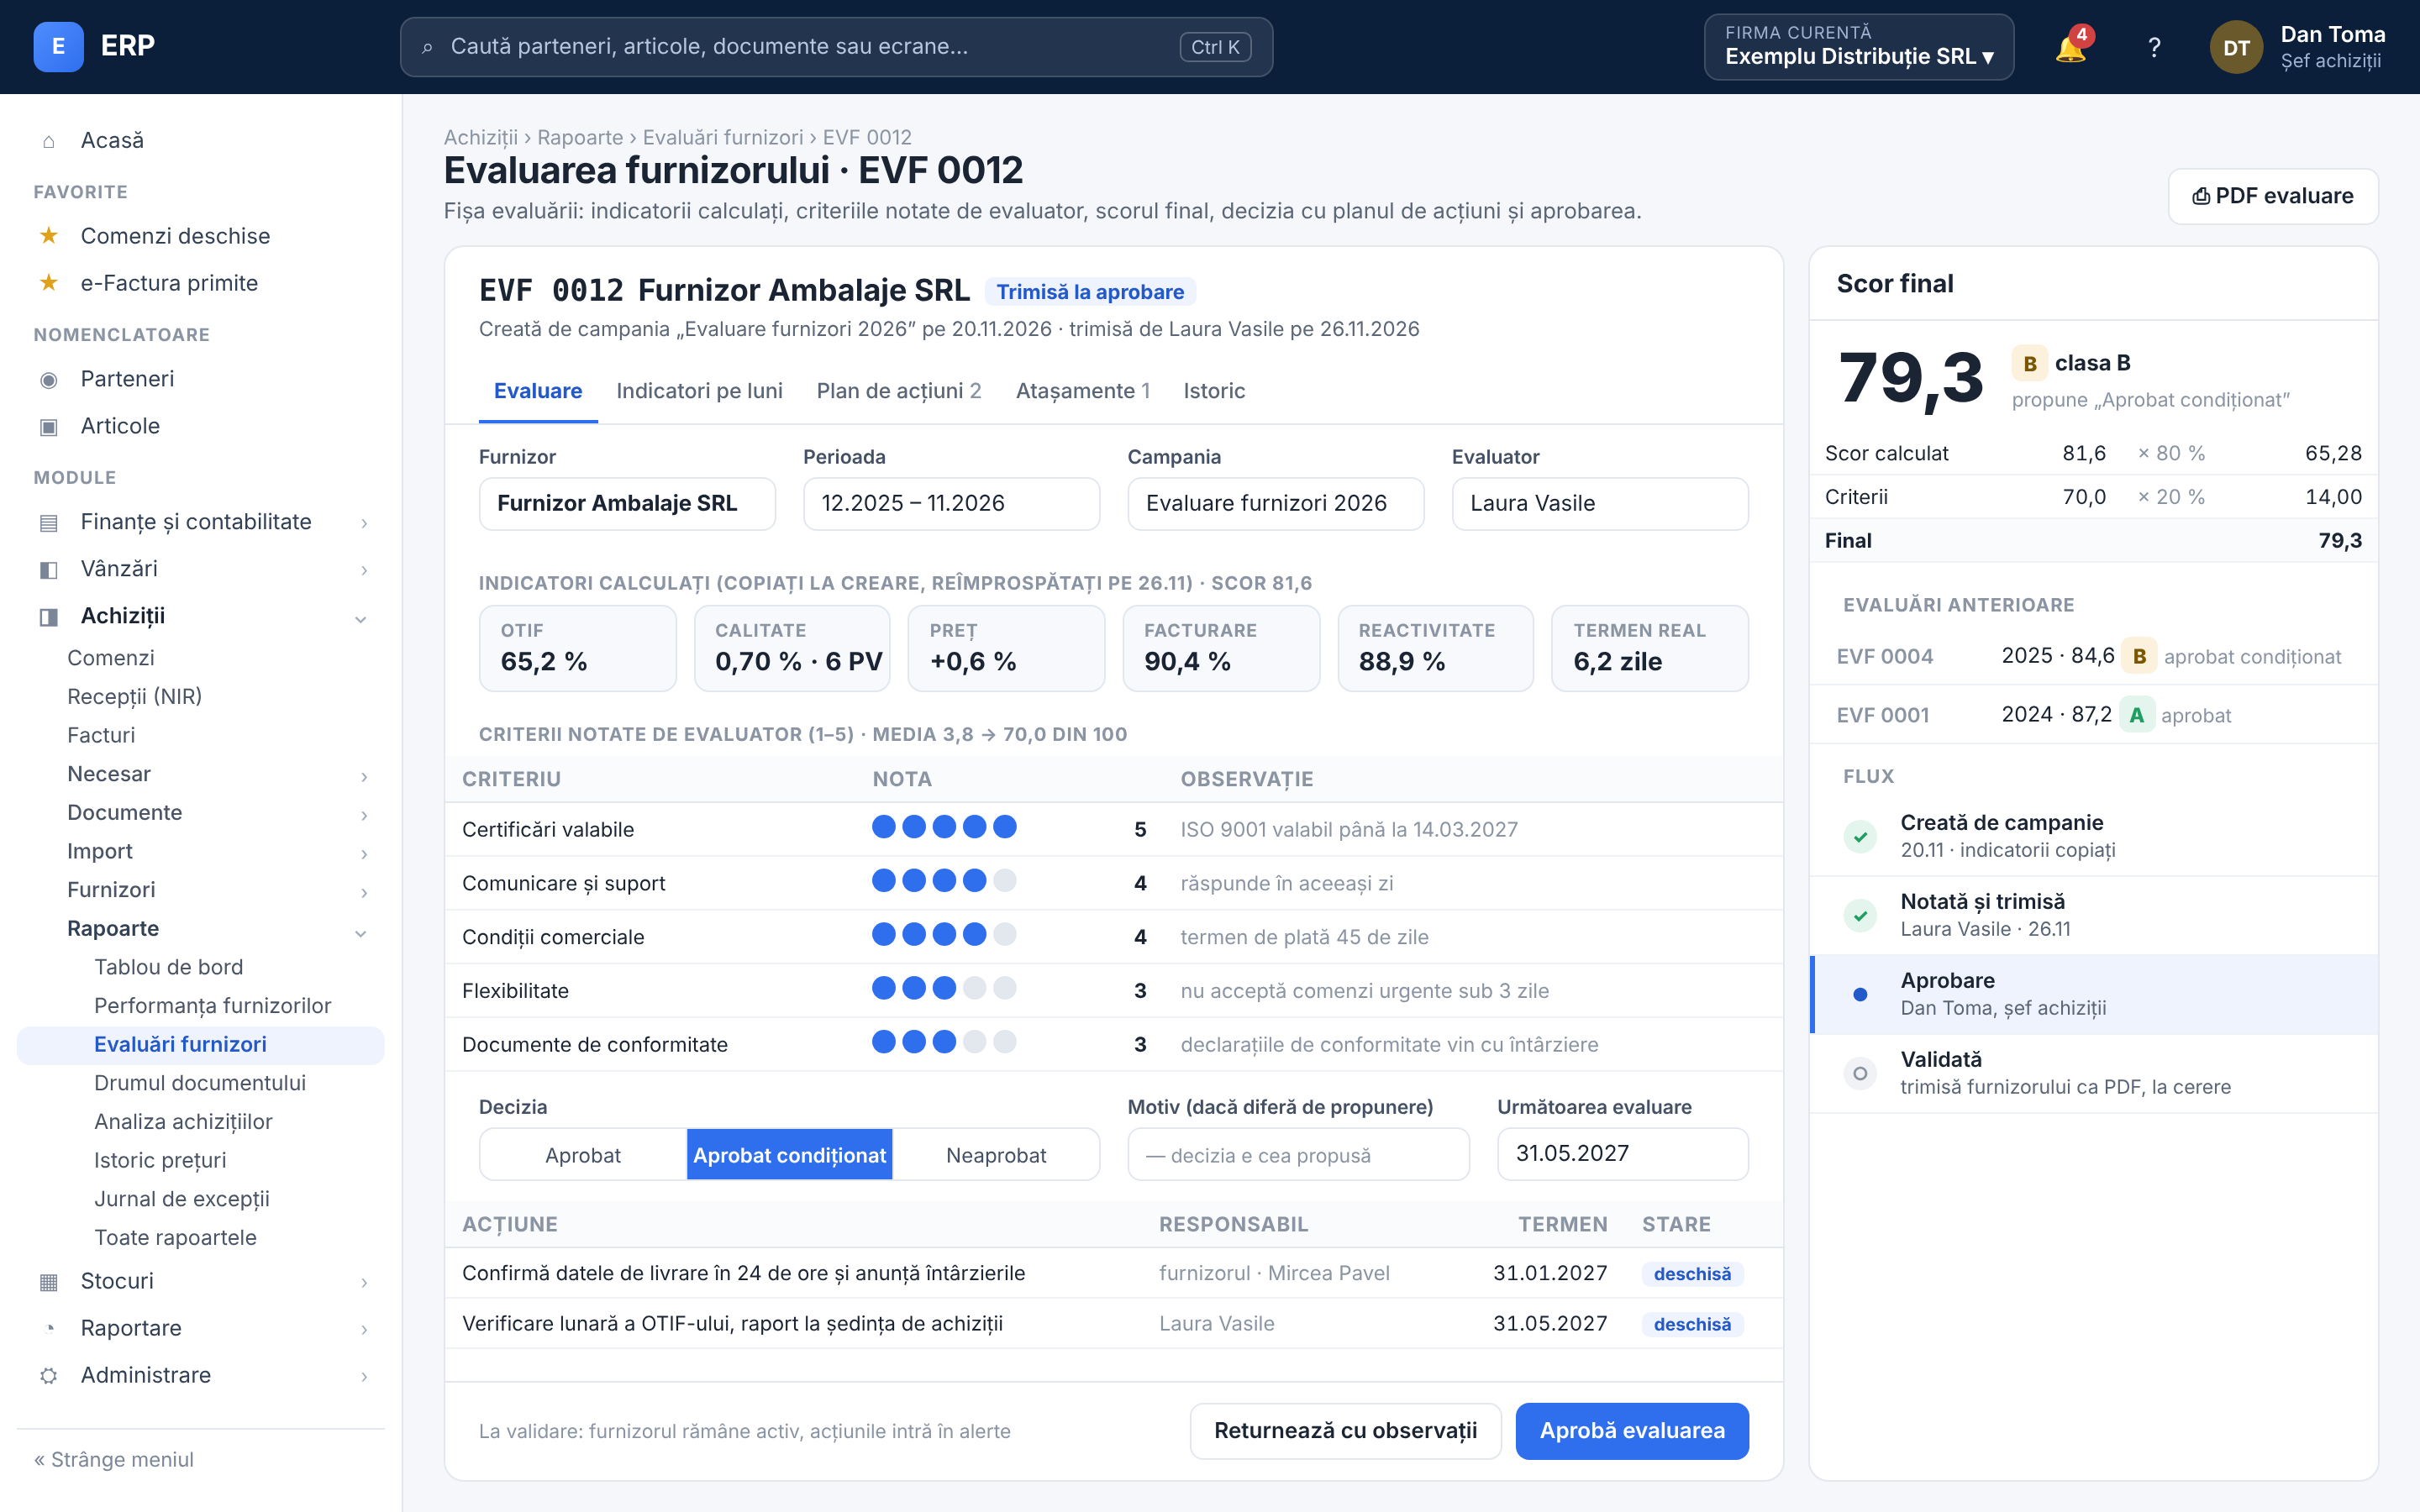 E ERP
Caută parteneri, articole, documente sau ecrane... Ctrl K
FIRMA CURENTĂ
Exemplu Distribuție SRL ▾
4
?
DT
Dan Toma
Șef achiziții
Acasă
FAVORITE
★ Comenzi deschise
★ e-Factura primite
NOMENCLATOARE
Parteneri
Articole
MODULE
Finanțe și contabilitate ›
Vânzări ›
Achiziții
Comenzi
Recepții (NIR)
Facturi
Necesar ›
Documente ›
Import ›
Furnizori ›
Rapoarte
Tablou de bord
Performanța furnizorilor
Evaluări furnizori
Drumul documentului
Analiza achizițiilor
Istoric prețuri
Jurnal de excepții
Toate rapoartele
Stocuri ›
Raportare ›
Administrare ›
« Strânge meniul
Achiziții › Rapoarte › Evaluări furnizori › EVF 0012
Evaluarea furnizorului · EVF 0012
Fișa evaluării: indicatorii calculați, criteriile notate de evaluator, scorul final, decizia cu planul de acțiuni și aprobarea.
PDF evaluare
EVF 0012 Furnizor Ambalaje SRL Trimisă la aprobare
Creată de campania „Evaluare furnizori 2026” pe 20.11.2026 · trimisă de Laura Vasile pe 26.11.2026
Evaluare Indicatori pe luni Plan de acțiuni 2 Atașamente 1 Istoric
Furnizor Perioada Campania Evaluator
Furnizor Ambalaje SRL 12.2025 – 11.2026 Evaluare furnizori 2026 Laura Vasile
INDICATORI CALCULAȚI (COPIAȚI LA CREARE, REÎMPROSPĂTAȚI PE 26.11) · SCOR 81,6
OTIF CALITATE PREȚ FACTURARE REACTIVITATE TERMEN REAL
65,2 % 0,70 % · 6 PV +0,6 % 90,4 % 88,9 % 6,2 zile
CRITERII NOTATE DE EVALUATOR (1–5) · MEDIA 3,8 → 70,0 DIN 100
CRITERIU NOTA OBSERVAȚIE
Certificări valabile 5 ISO 9001 valabil până la 14.03.2027
Comunicare și suport 4 răspunde în aceeași zi
Condiții comerciale 4 termen de plată 45 de zile
Flexibilitate 3 nu acceptă comenzi urgente sub 3 zile
Documente de conformitate 3 declarațiile de conformitate vin cu întârziere
Decizia Motiv (dacă diferă de propunere) Următoarea evaluare
Aprobat Aprobat condiționat Neaprobat — decizia e cea propusă 31.05.2027
ACȚIUNE RESPONSABIL TERMEN STARE
Confirmă datele de livrare în 24 de ore și anunță întârzierile furnizorul · Mircea Pavel 31.01.2027 deschisă
Verificare lunară a OTIF-ului, raport la ședința de achiziții Laura Vasile 31.05.2027 deschisă
La validare: furnizorul rămâne activ, acțiunile intră în alerte Returnează cu observații Aprobă evaluarea
Scor final
79,3 B clasa B
propune „Aprobat condiționat”
Scor calculat 81,6 × 80 % 65,28
Criterii 70,0 × 20 % 14,00
Final 79,3
EVALUĂRI ANTERIOARE
EVF 0004 2025 · 84,6 B aprobat condiționat
EVF 0001 2024 · 87,2 A aprobat
FLUX
Creată de campanie
20.11 · indicatorii copiați
Notată și trimisă
Laura Vasile · 26.11
Aprobare
Dan Toma, șef achiziții
Validată
trimisă furnizorului ca PDF, la cerere